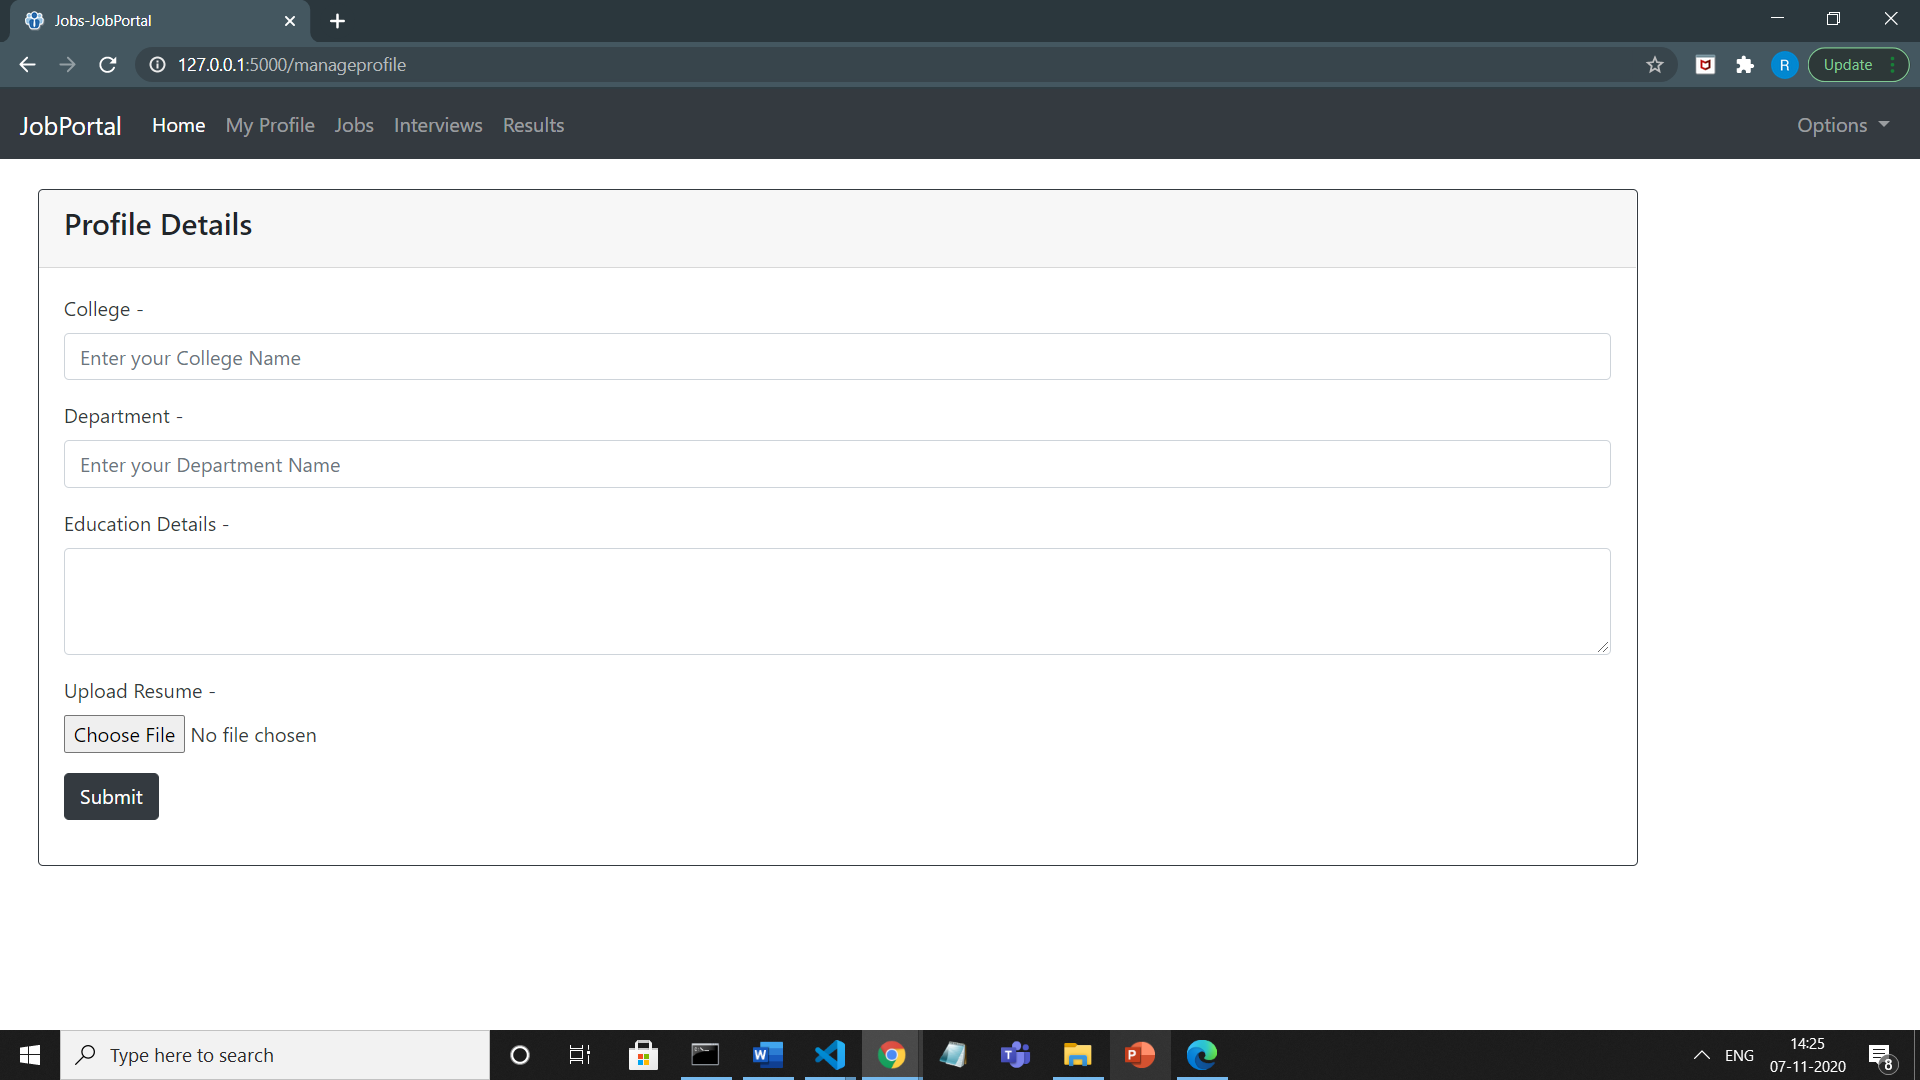 Jobs-JobPortal
127.0.0.1:5000/manageprofile
R
Update
JobPortal Home My Profile Jobs Interviews Results Options
Profile Details
College -
Enter your College Name
Department -
Enter your Department Name
Education Details -
Upload Resume -
Choose File No file chosen
Submit
Type here to search
ENG
14:25
07-11-2020
8